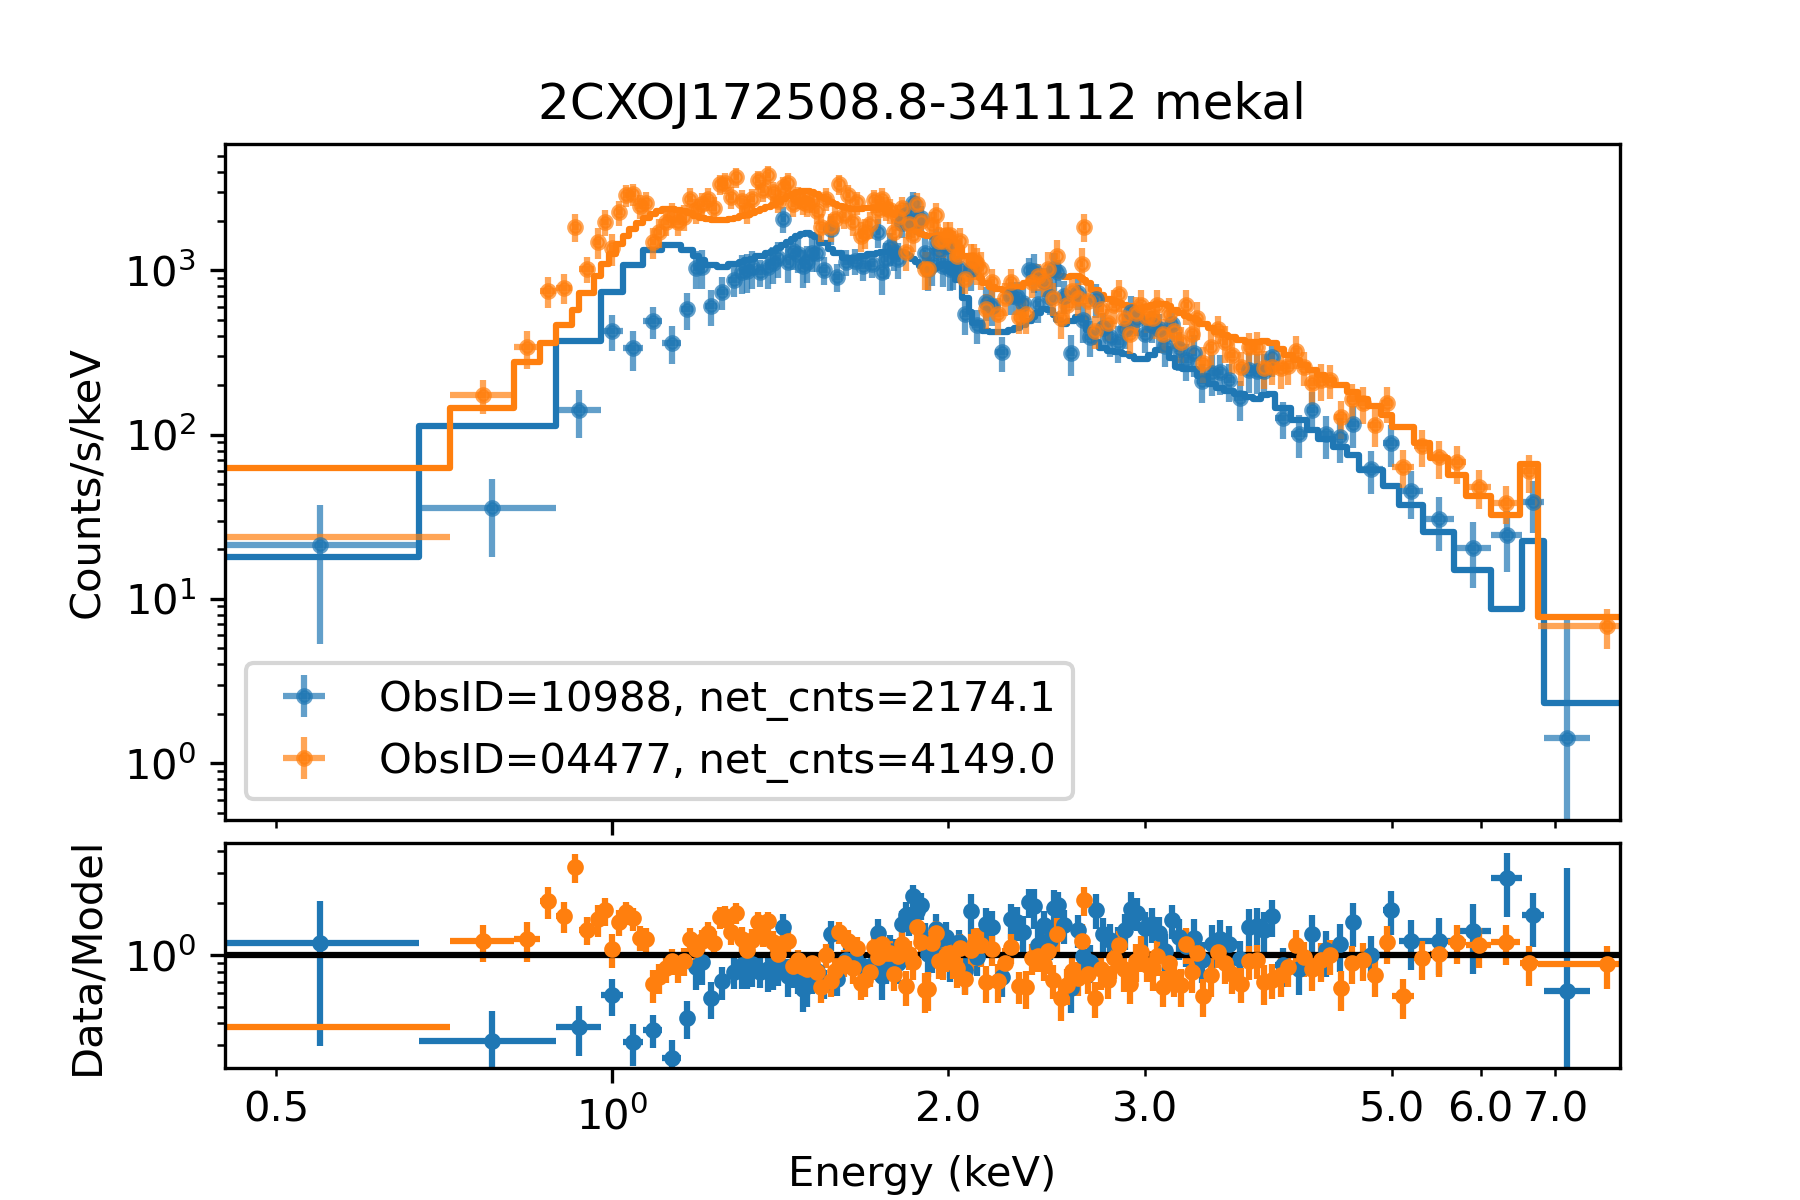 2CXOJ172508.8-341112 mekal
Counts/s/keV
10³
10²
10¹
10⁰
ObsID=10988, net_cnts=2174.1
ObsID=04477, net_cnts=4149.0
Data/Model
10⁰
0.5 10⁰ 2.0 3.0 5.0 6.0 7.0
Energy (keV)